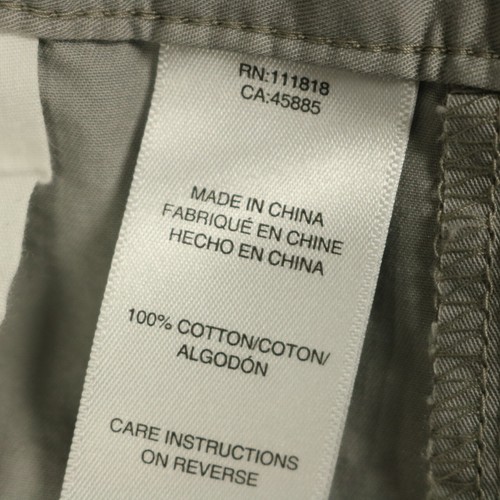 RN:111818
CA:45885
MADE IN CHINA
FABRIQUÉ EN CHINE
HECHO EN CHINA
100% COTTON/COTON/
ALGODÓN
CARE INSTRUCTIONS
ON REVERSE